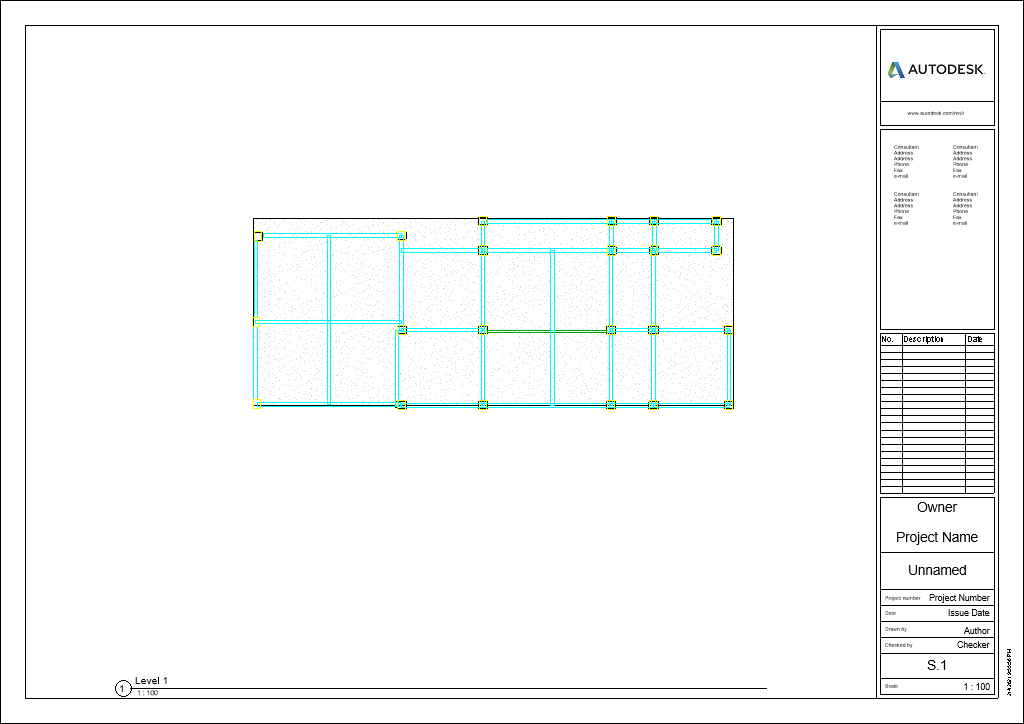 AUTODESK
www.autodesk.com/revit
Consultant
Address
Address
Phone
Fax
e-mail
Consultant
Address
Address
Phone
Fax
e-mail
Consultant
Address
Address
Phone
Fax
e-mail
Consultant
Address
Address
Phone
Fax
e-mail
No. Description Date
Owner
Project Name
Unnamed
Project number Project Number
Date Issue Date
Drawn by Author
Checked by Checker
S.1
Scale 1 : 100
1 Level 1
1 : 100